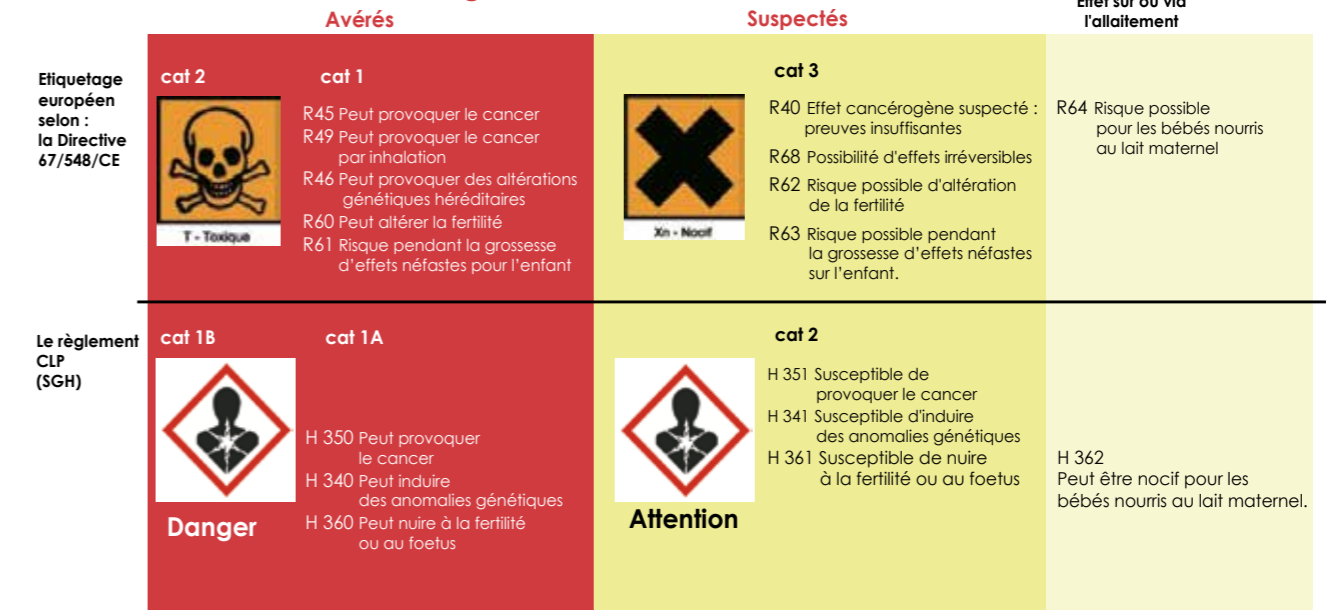 Avérés
Suspectés
Effet sur ou via
l'allaitement
Etiquetage
européen
selon :
la Directive
67/548/CE
cat 2
cat 1
T - Toxique
R45 Peut provoquer le cancer
R49 Peut provoquer le cancer
par inhalation
R46 Peut provoquer des altérations
génétiques héréditaires
R60 Peut altérer la fertilité
R61 Risque pendant la grossesse
d’effets néfastes pour l’enfant
cat 3
Xn - Nocif
R40 Effet cancérogène suspecté :
preuves insuffisantes
R68 Possibilité d'effets irréversibles
R62 Risque possible d'altération
de la fertilité
R63 Risque possible pendant
la grossesse d’effets néfastes
sur l’enfant.
R64 Risque possible
pour les bébés nourris
au lait maternel
Le règlement
CLP
(SGH)
cat 1B
cat 1A
Danger
H 350 Peut provoquer
le cancer
H 340 Peut induire
des anomalies génétiques
H 360 Peut nuire à la fertilité
ou au foetus
cat 2
Attention
H 351 Susceptible de
provoquer le cancer
H 341 Susceptible d'induire
des anomalies génétiques
H 361 Susceptible de nuire
à la fertilité ou au foetus
H 362
Peut être nocif pour les
bébés nourris au lait maternel.